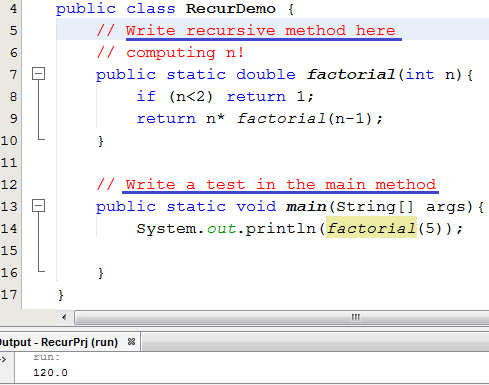 4 public class RecurDemo {
5 // Write recursive method here
6 // computing n!
7 public static double factorial(int n){
8 if (n<2) return 1;
9 return n* factorial(n-1);
10 }
11
12 // Write a test in the main method
13 public static void main(String[] args){
14 System.out.println(factorial(5));
15
16 }
17 }
Output - RecurPrj (run)
run:
120.0